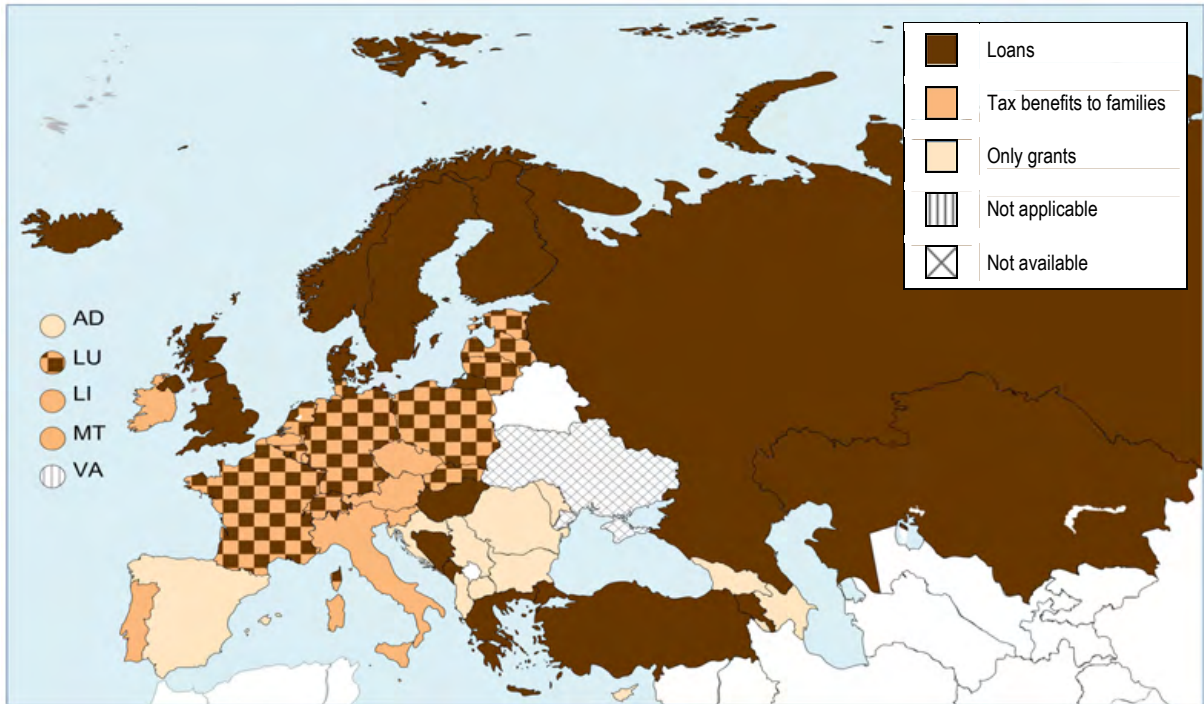 Loans
Tax benefits to families
Only grants
Not applicable
Not available
AD
LU
LI
MT
VA